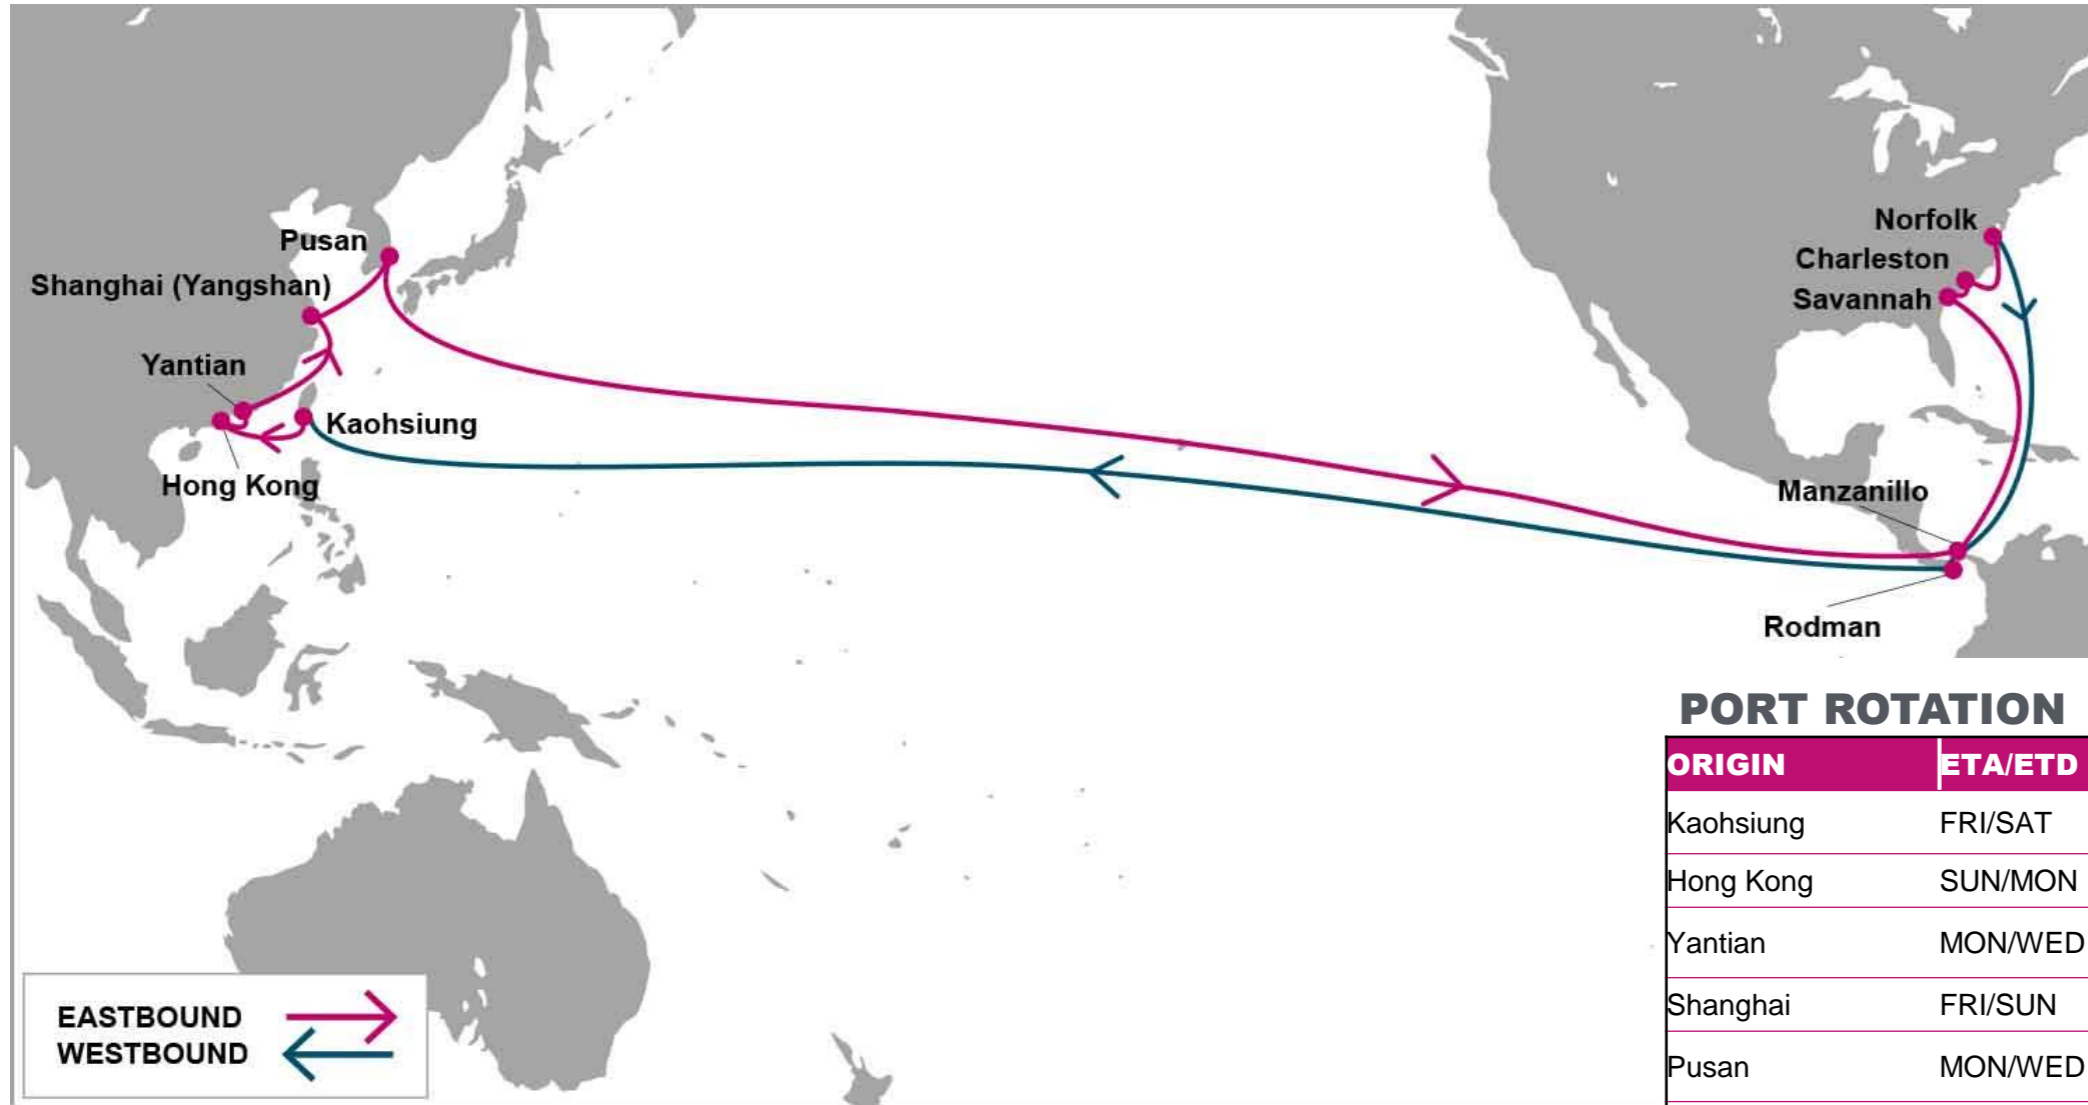 Norfolk
Pusan
Charleston
Shanghai (Yangshan)
Savannah
Yantian
Kaohsiung
Hong Kong
Manzanillo
Rodman
PORT ROTATION
ORIGIN ETA/ETD
Kaohsiung FRI/SAT
Hong Kong SUN/MON
Yantian MON/WED
Shanghai FRI/SUN
Pusan MON/WED
EASTBOUND
WESTBOUND